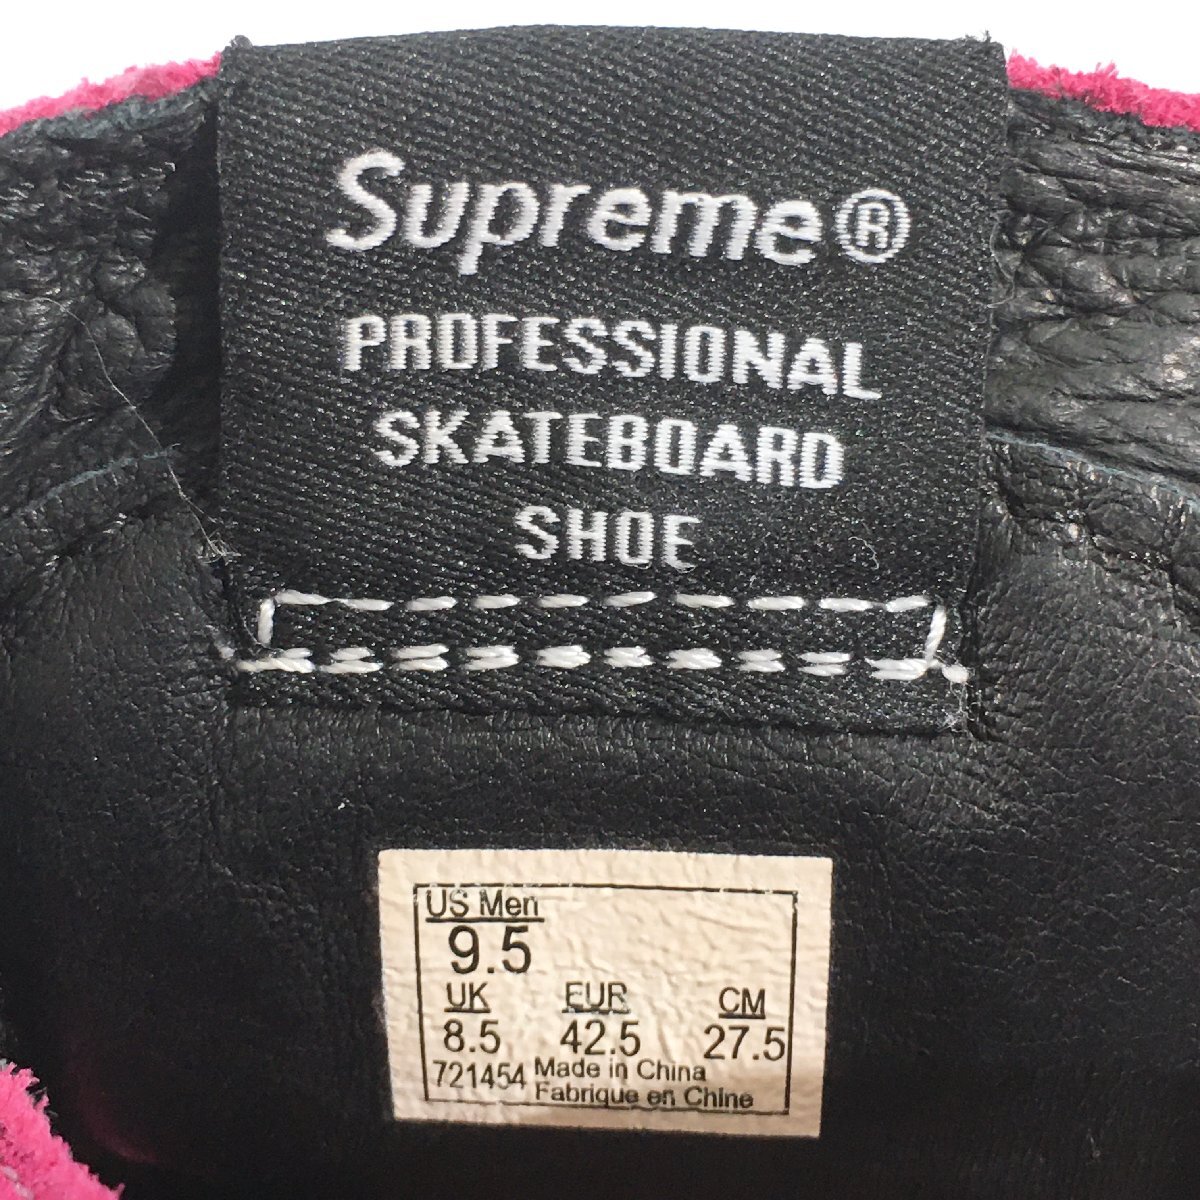 Supreme®
PROFESSIONAL
SKATEBOARD
SHOE
US Men
9.5
UK EUR CM
8.5 42.5 27.5
721454 Made in China
Fabrique en Chine